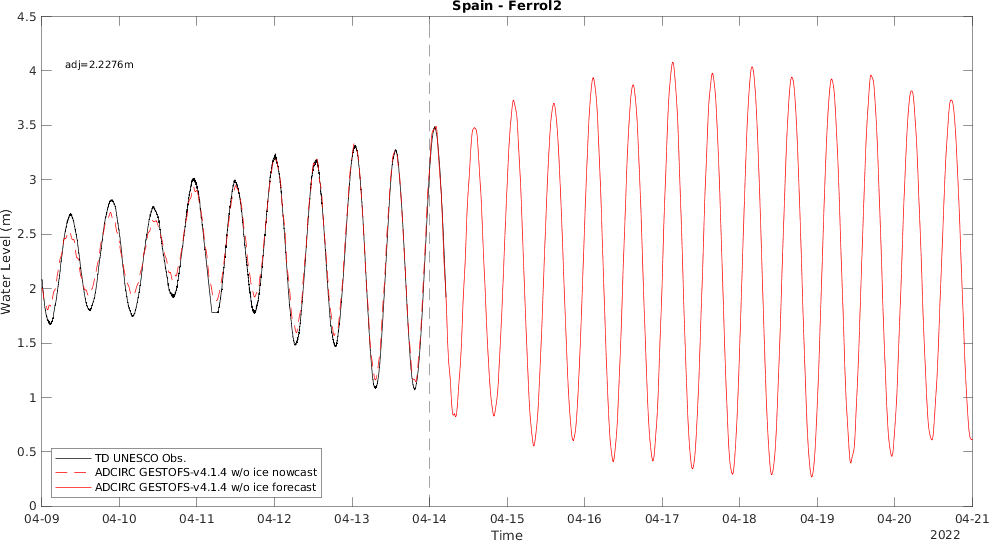 Spain - Ferrol2
adj=2.2276m
Water Level (m)
4.5
4
3.5
3
2.5
2
1.5
1
0.5
0
TD UNESCO Obs.
ADCIRC GESTOFS-v4.1.4 w/o ice nowcast
ADCIRC GESTOFS-v4.1.4 w/o ice forecast
04-09 04-10 04-11 04-12 04-13 04-14 04-15 04-16 04-17 04-18 04-19 04-20 04-21
Time
2022